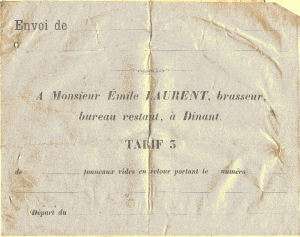 Envoi de
à
A Monsieur Émile LAURENT, brasseur,
bureau restant, à Dinant.
TARIF 5
de tonneaux vides en retour portant le numéro
Départ du